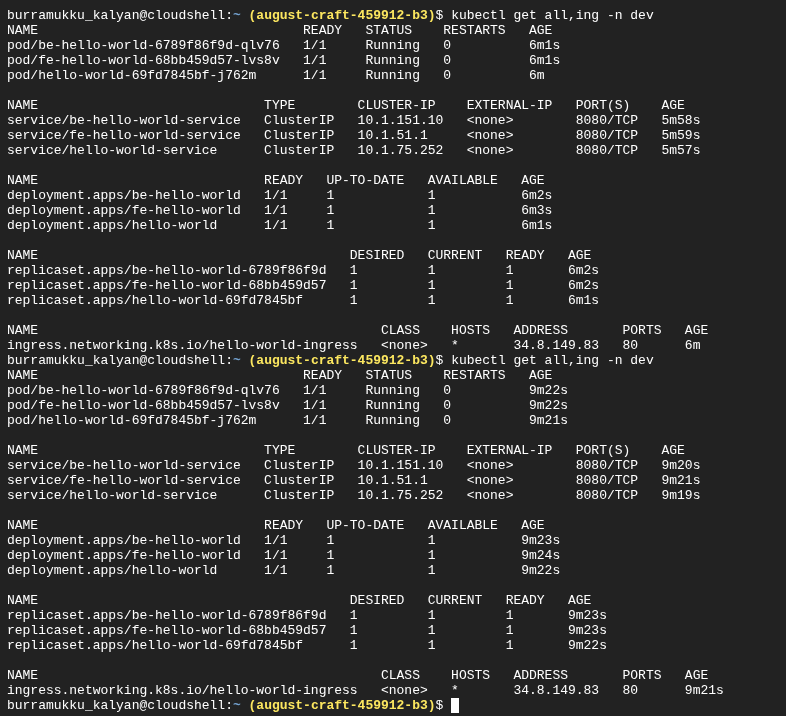 burramukku_kalyan@cloudshell:~ (august-craft-459912-b3)$ kubectl get all,ing -n dev
NAME                                  READY   STATUS    RESTARTS   AGE
pod/be-hello-world-6789f86f9d-qlv76   1/1     Running   0          6m1s
pod/fe-hello-world-68bb459d57-lvs8v   1/1     Running   0          6m1s
pod/hello-world-69fd7845bf-j762m      1/1     Running   0          6m

NAME                             TYPE        CLUSTER-IP    EXTERNAL-IP   PORT(S)    AGE
service/be-hello-world-service   ClusterIP   10.1.151.10   <none>        8080/TCP   5m58s
service/fe-hello-world-service   ClusterIP   10.1.51.1     <none>        8080/TCP   5m59s
service/hello-world-service      ClusterIP   10.1.75.252   <none>        8080/TCP   5m57s

NAME                             READY   UP-TO-DATE   AVAILABLE   AGE
deployment.apps/be-hello-world   1/1     1            1           6m2s
deployment.apps/fe-hello-world   1/1     1            1           6m3s
deployment.apps/hello-world      1/1     1            1           6m1s

NAME                                        DESIRED   CURRENT   READY   AGE
replicaset.apps/be-hello-world-6789f86f9d   1         1         1       6m2s
replicaset.apps/fe-hello-world-68bb459d57   1         1         1       6m2s
replicaset.apps/hello-world-69fd7845bf      1         1         1       6m1s

NAME                                            CLASS    HOSTS   ADDRESS       PORTS   AGE
ingress.networking.k8s.io/hello-world-ingress   <none>   *       34.8.149.83   80      6m
burramukku_kalyan@cloudshell:~ (august-craft-459912-b3)$ kubectl get all,ing -n dev
NAME                                  READY   STATUS    RESTARTS   AGE
pod/be-hello-world-6789f86f9d-qlv76   1/1     Running   0          9m22s
pod/fe-hello-world-68bb459d57-lvs8v   1/1     Running   0          9m22s
pod/hello-world-69fd7845bf-j762m      1/1     Running   0          9m21s

NAME                             TYPE        CLUSTER-IP    EXTERNAL-IP   PORT(S)    AGE
service/be-hello-world-service   ClusterIP   10.1.151.10   <none>        8080/TCP   9m20s
service/fe-hello-world-service   ClusterIP   10.1.51.1     <none>        8080/TCP   9m21s
service/hello-world-service      ClusterIP   10.1.75.252   <none>        8080/TCP   9m19s

NAME                             READY   UP-TO-DATE   AVAILABLE   AGE
deployment.apps/be-hello-world   1/1     1            1           9m23s
deployment.apps/fe-hello-world   1/1     1            1           9m24s
deployment.apps/hello-world      1/1     1            1           9m22s

NAME                                        DESIRED   CURRENT   READY   AGE
replicaset.apps/be-hello-world-6789f86f9d   1         1         1       9m23s
replicaset.apps/fe-hello-world-68bb459d57   1         1         1       9m23s
replicaset.apps/hello-world-69fd7845bf      1         1         1       9m22s

NAME                                            CLASS    HOSTS   ADDRESS       PORTS   AGE
ingress.networking.k8s.io/hello-world-ingress   <none>   *       34.8.149.83   80      9m21s
burramukku_kalyan@cloudshell:~ (august-craft-459912-b3)$